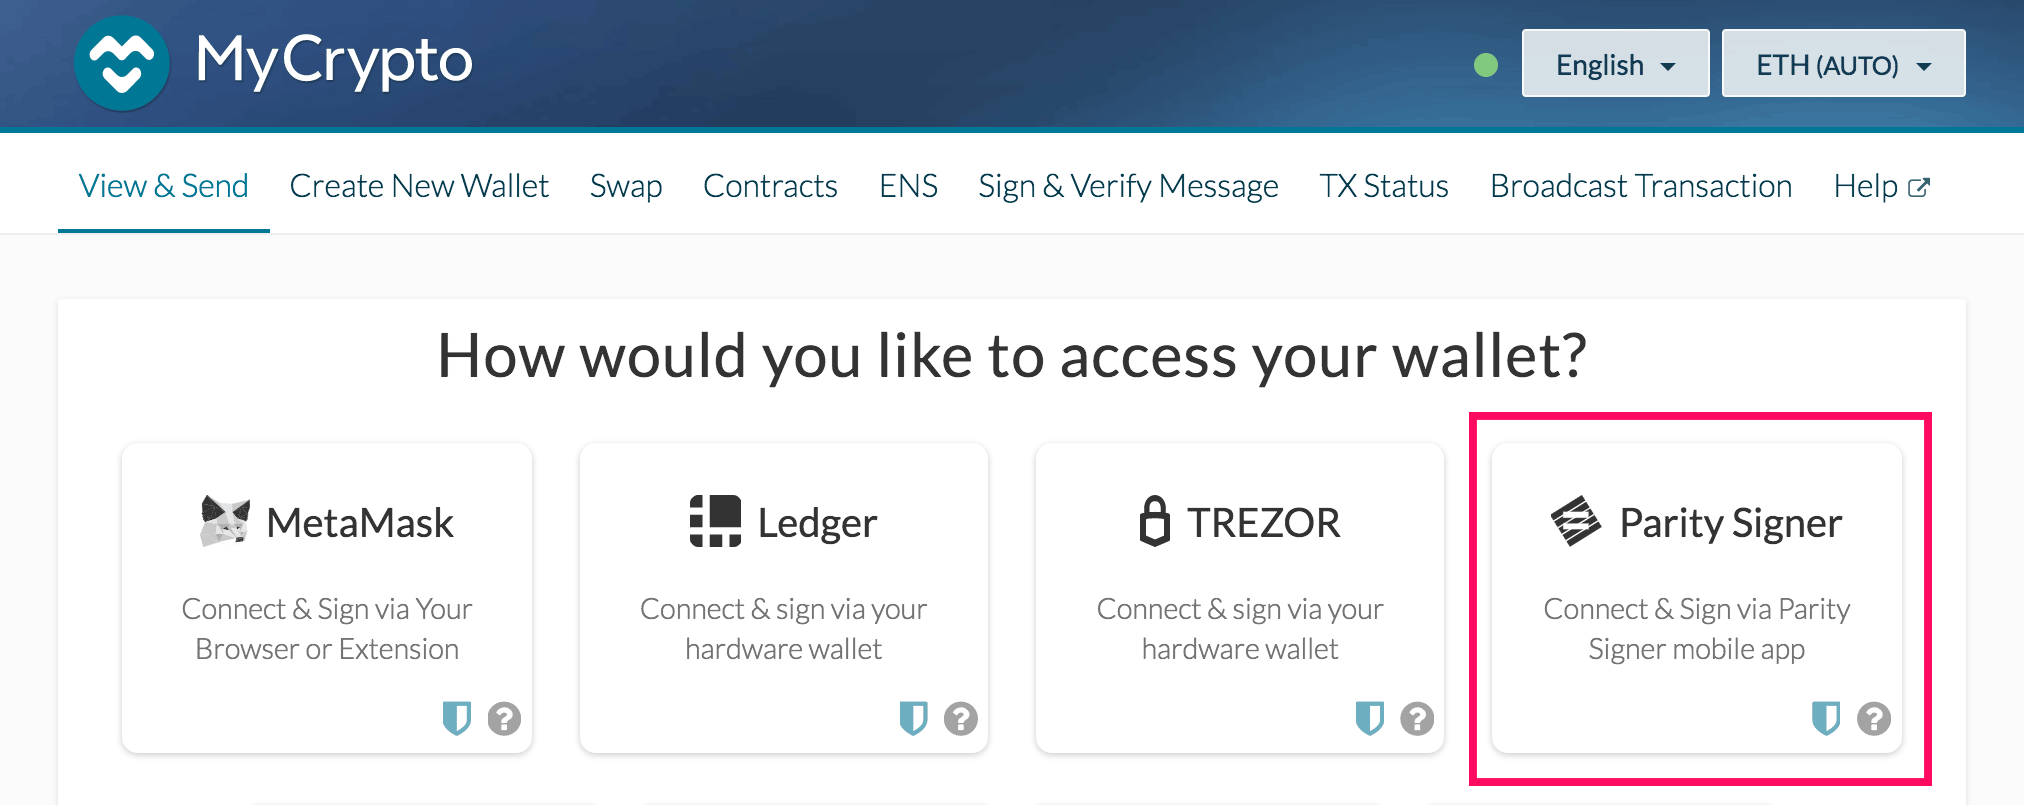 MyCrypto
English
ETH (AUTO)
View & Send
Create New Wallet
Swap
Contracts
ENS
Sign & Verify Message
TX Status
Broadcast Transaction
Help
How would you like to access your wallet?
MetaMask
Connect & Sign via Your
Browser or Extension
?
Ledger
Connect & sign via your
hardware wallet
?
TREZOR
Connect & sign via your
hardware wallet
?
Parity Signer
Connect & Sign via Parity
Signer mobile app
?